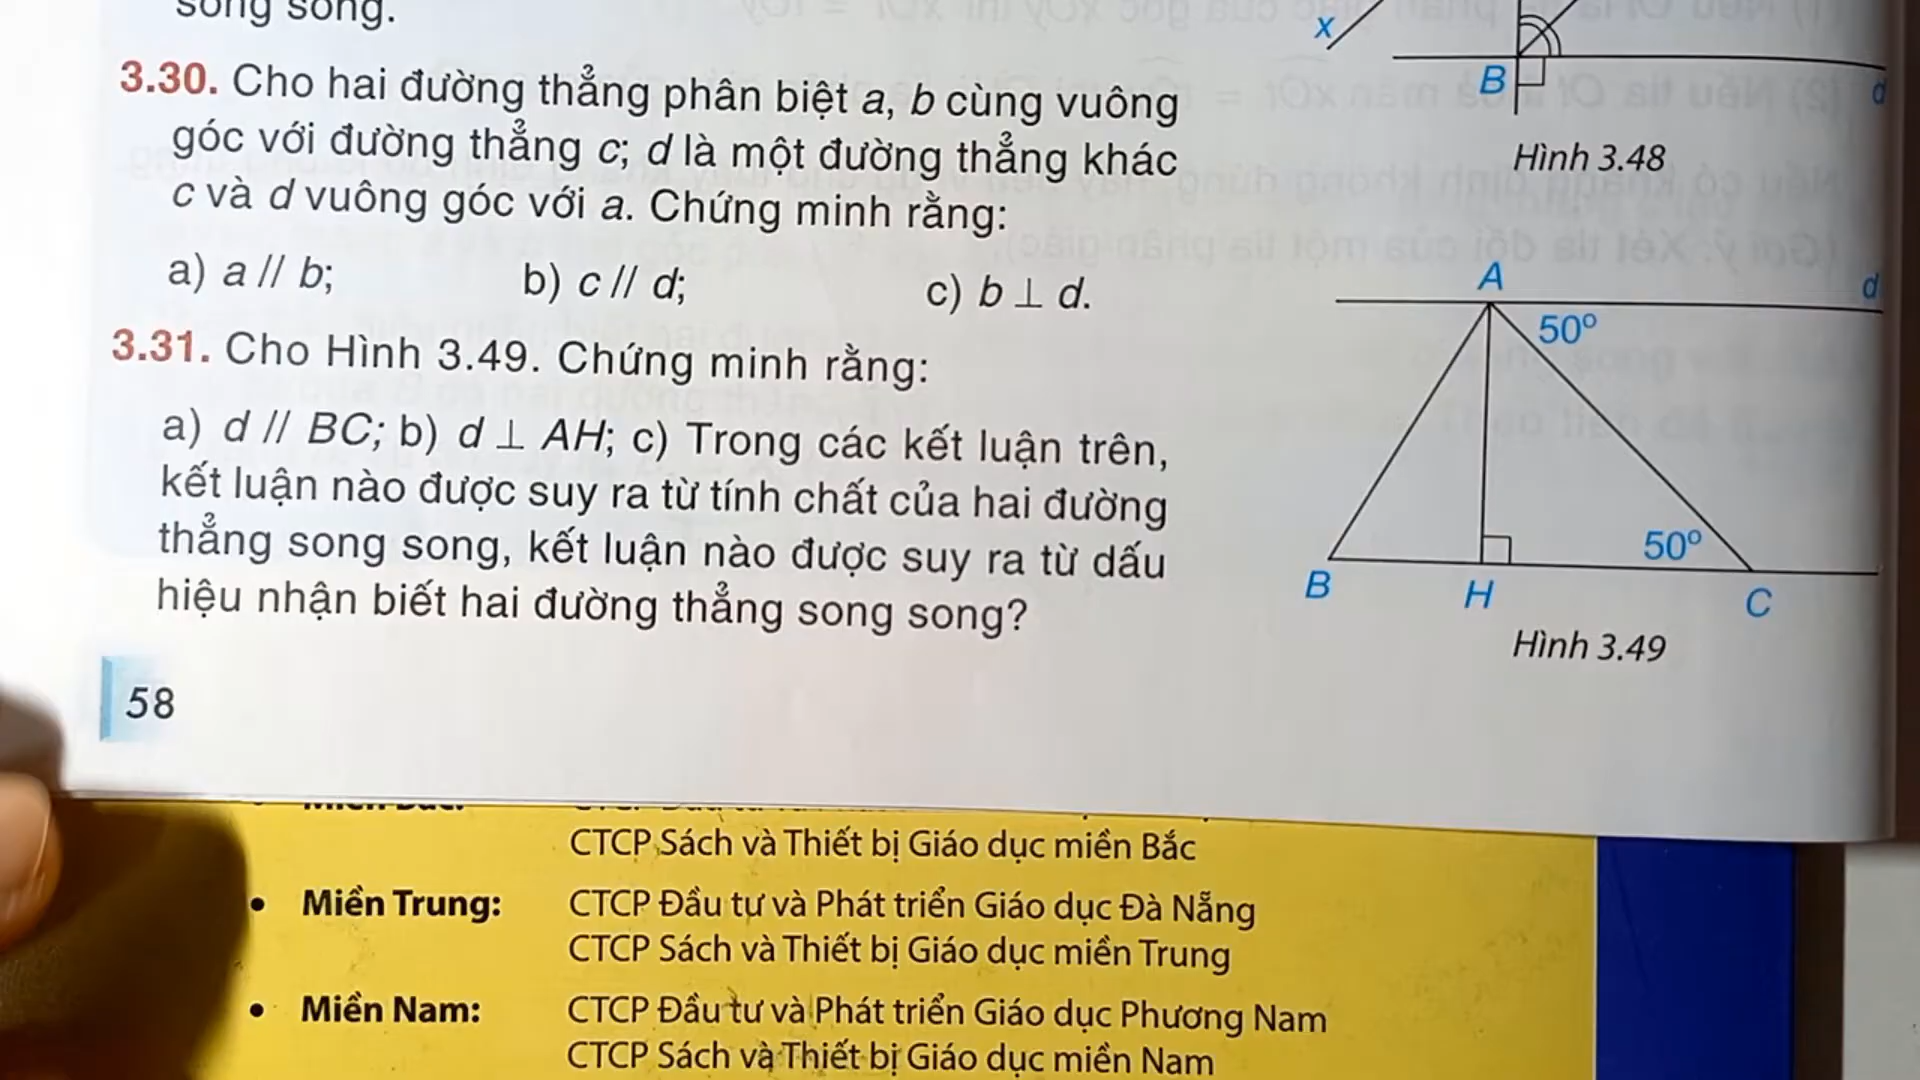 song song.
3.30. Cho hai đường thẳng phân biệt a, b cùng vuông
góc với đường thẳng c; d là một đường thẳng khác
c và d vuông góc với a. Chứng minh rằng:
a) a // b; b) c // d; c) b ⊥ d.
3.31. Cho Hình 3.49. Chứng minh rằng:
a) d // BC; b) d ⊥ AH; c) Trong các kết luận trên,
kết luận nào được suy ra từ tính chất của hai đường
thẳng song song, kết luận nào được suy ra từ dấu
hiệu nhận biết hai đường thẳng song song?
58
x
B
d
Hình 3.48
A
d
50º
50º
B
H
C
Hình 3.49
CTCP Sách và Thiết bị Giáo dục miền Bắc
• Miền Trung: CTCP Đầu tư và Phát triển Giáo dục Đà Nẵng
CTCP Sách và Thiết bị Giáo dục miền Trung
• Miền Nam: CTCP Đầu tư và Phát triển Giáo dục Phương Nam
CTCP Sách và Thiết bị Giáo dục miền Nam